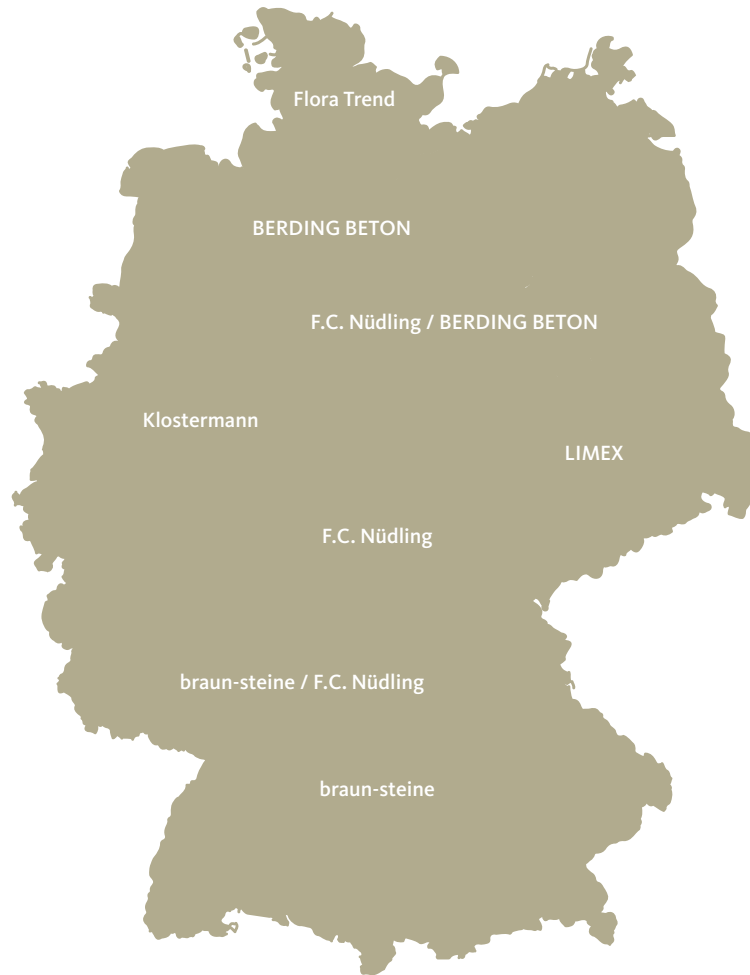 Flora Trend
BERDING BETON
F.C. Nüdling / BERDING BETON
Klostermann
LIMEX
F.C. Nüdling
braun-steine / F.C. Nüdling
braun-steine